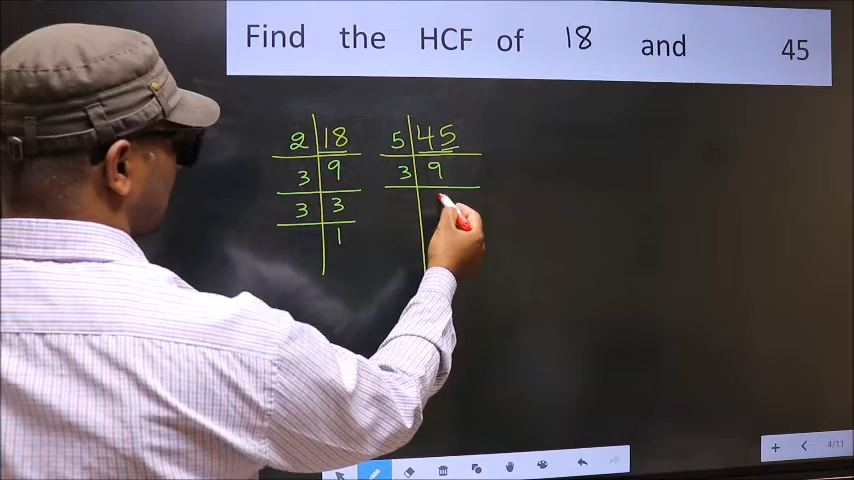 Find the HCF of 18 and 45
2 18 5 45
3 9 3 9
3 3
1
4/11